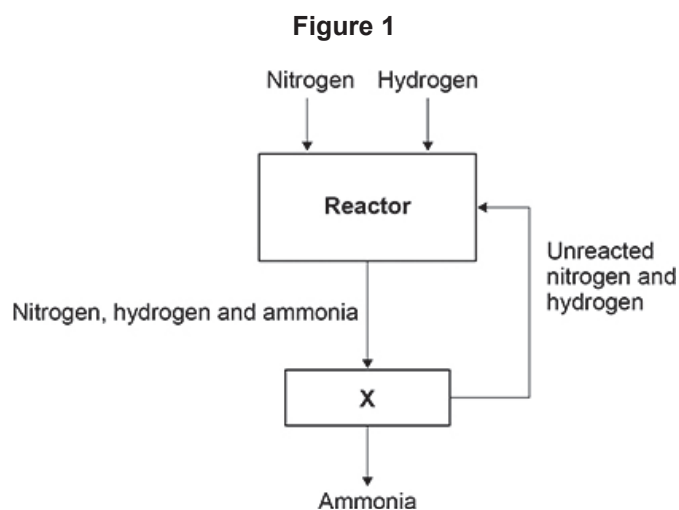 Figure 1
Nitrogen Hydrogen
Reactor
Unreacted
nitrogen and
hydrogen
Nitrogen, hydrogen and ammonia
X
Ammonia